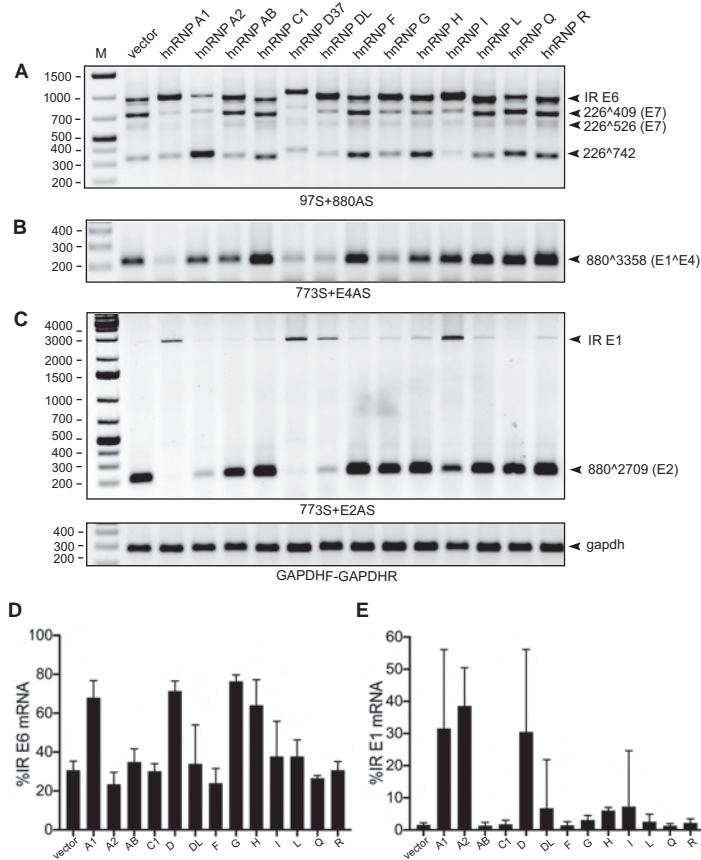 M vector hnRNP A1 hnRNP A2 hnRNP AB hnRNP C1 hnRNP D37 hnRNP DL hnRNP F hnRNP G hnRNP H hnRNP I hnRNP L hnRNP Q hnRNP R
A
1500
1000
700
500
400
300
200
IR E6
226^409 (E7)
226^526 (E7)
226^742
97S+880AS
B
400
300
200
880^3358 (E1^E4)
773S+E4AS
C
4000
3000
2000
1500
1000
700
500
400
300
200
IR E1
880^2709 (E2)
773S+E2AS
400
300
200
gapdh
GAPDHF-GAPDHR
D
%IR E6 mRNA
100
80
60
40
20
0
vector A1 A2 AB C1 D DL F G H I L Q R
E
%IR E1 mRNA
60
50
40
30
20
10
0
vector A1 A2 AB C1 D DL F G H I L Q R